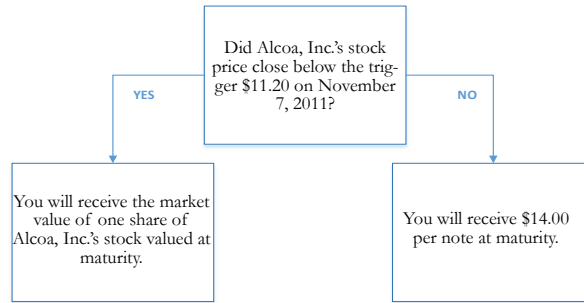 Did Alcoa, Inc.'s stock
price close below the trig-
ger $11.20 on November
7, 2011?
YES
NO
You will receive the market
value of one share of
Alcoa, Inc.'s stock valued at
maturity.
You will receive $14.00
per note at maturity.